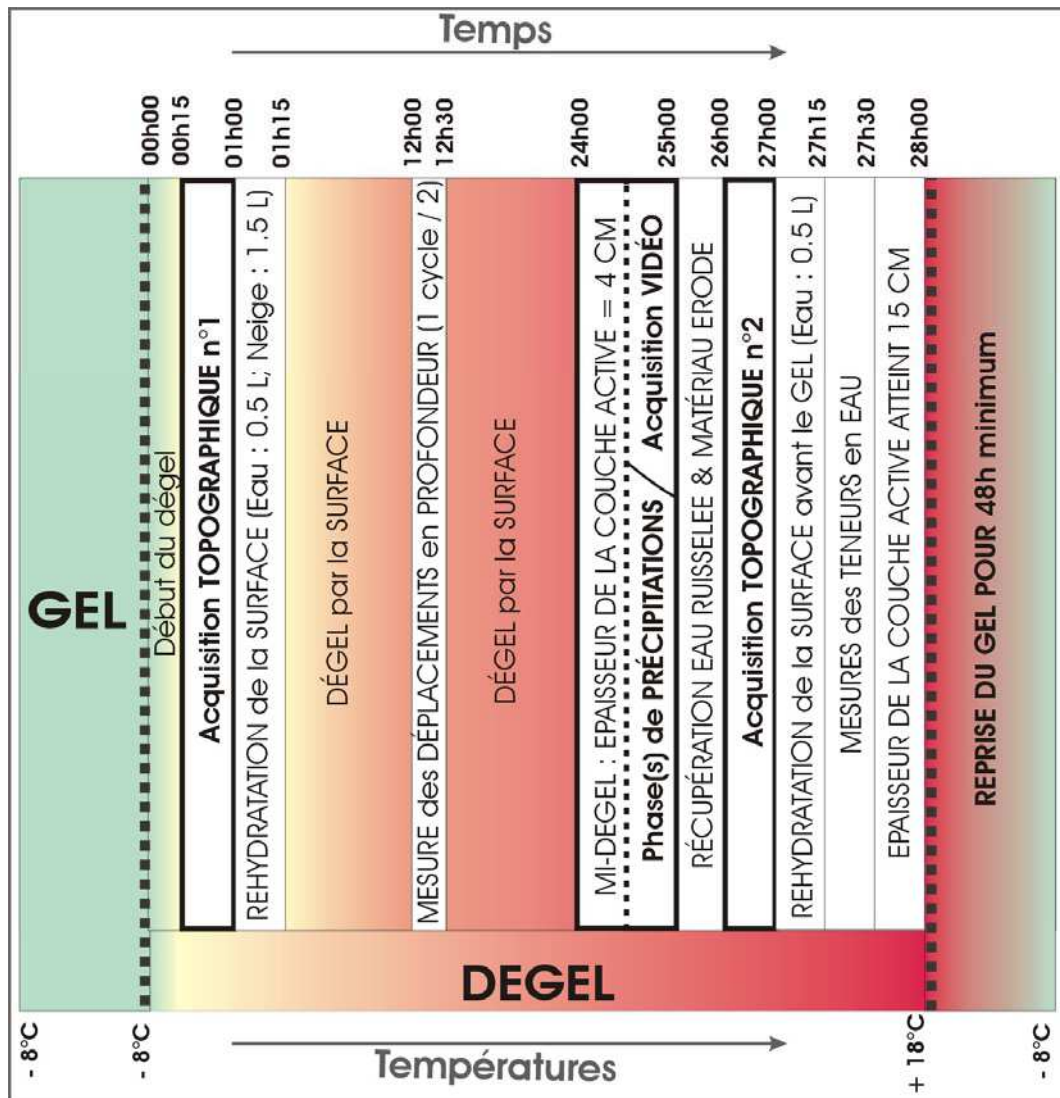 Temps
00h00
00h15
01h00
01h15
12h00
12h30
24h00
25h00
26h00
27h00
27h15
27h30
28h00
GEL
Début du dégel
Acquisition TOPOGRAPHIQUE n°1
REHYDRATATION de la SURFACE (Eau : 0.5 L; Neige : 1.5 L)
DÉGEL par la SURFACE
MESURE des DÉPLACEMENTS en PROFONDEUR (1 cycle / 2)
DÉGEL par la SURFACE
MI-DEGEL : EPAISSEUR DE LA COUCHE ACTIVE = 4 CM
Phase(s) de PRÉCIPITATIONS / Acquisition VIDÉO
RÉCUPÉRATION EAU RUISSELEE & MATÉRIAU ERODE
Acquisition TOPOGRAPHIQUE n°2
REHYDRATATION de la SURFACE avant le GEL (Eau : 0.5 L)
MESURES des TENEURS en EAU
EPAISSEUR DE LA COUCHE ACTIVE ATTEINT 15 CM
REPRISE DU GEL POUR 48h minimum
DEGEL
- 8°C
- 8°C
+ 18°C
- 8°C
Températures